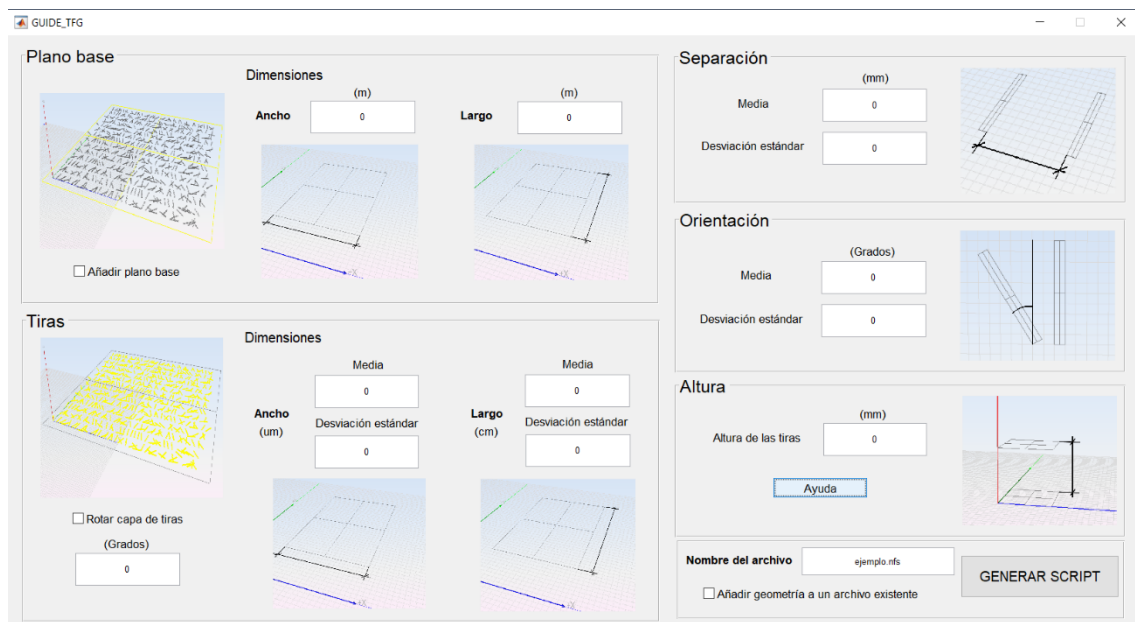 GUIDE_TFG
Plano base
Dimensiones
(m)
(m)
Ancho
0
Largo
0
Añadir plano base
Tiras
Dimensiones
Media
Media
0
0
Ancho
(um)
Desviación estándar
Largo
(cm)
Desviación estándar
0
0
Rotar capa de tiras
(Grados)
0
Separación
(mm)
Media
0
Desviación estándar
0
Orientación
(Grados)
Media
0
Desviación estándar
0
Altura
(mm)
Altura de las tiras
0
Ayuda
Nombre del archivo
ejemplo.nfs
Añadir geometría a un archivo existente
GENERAR SCRIPT